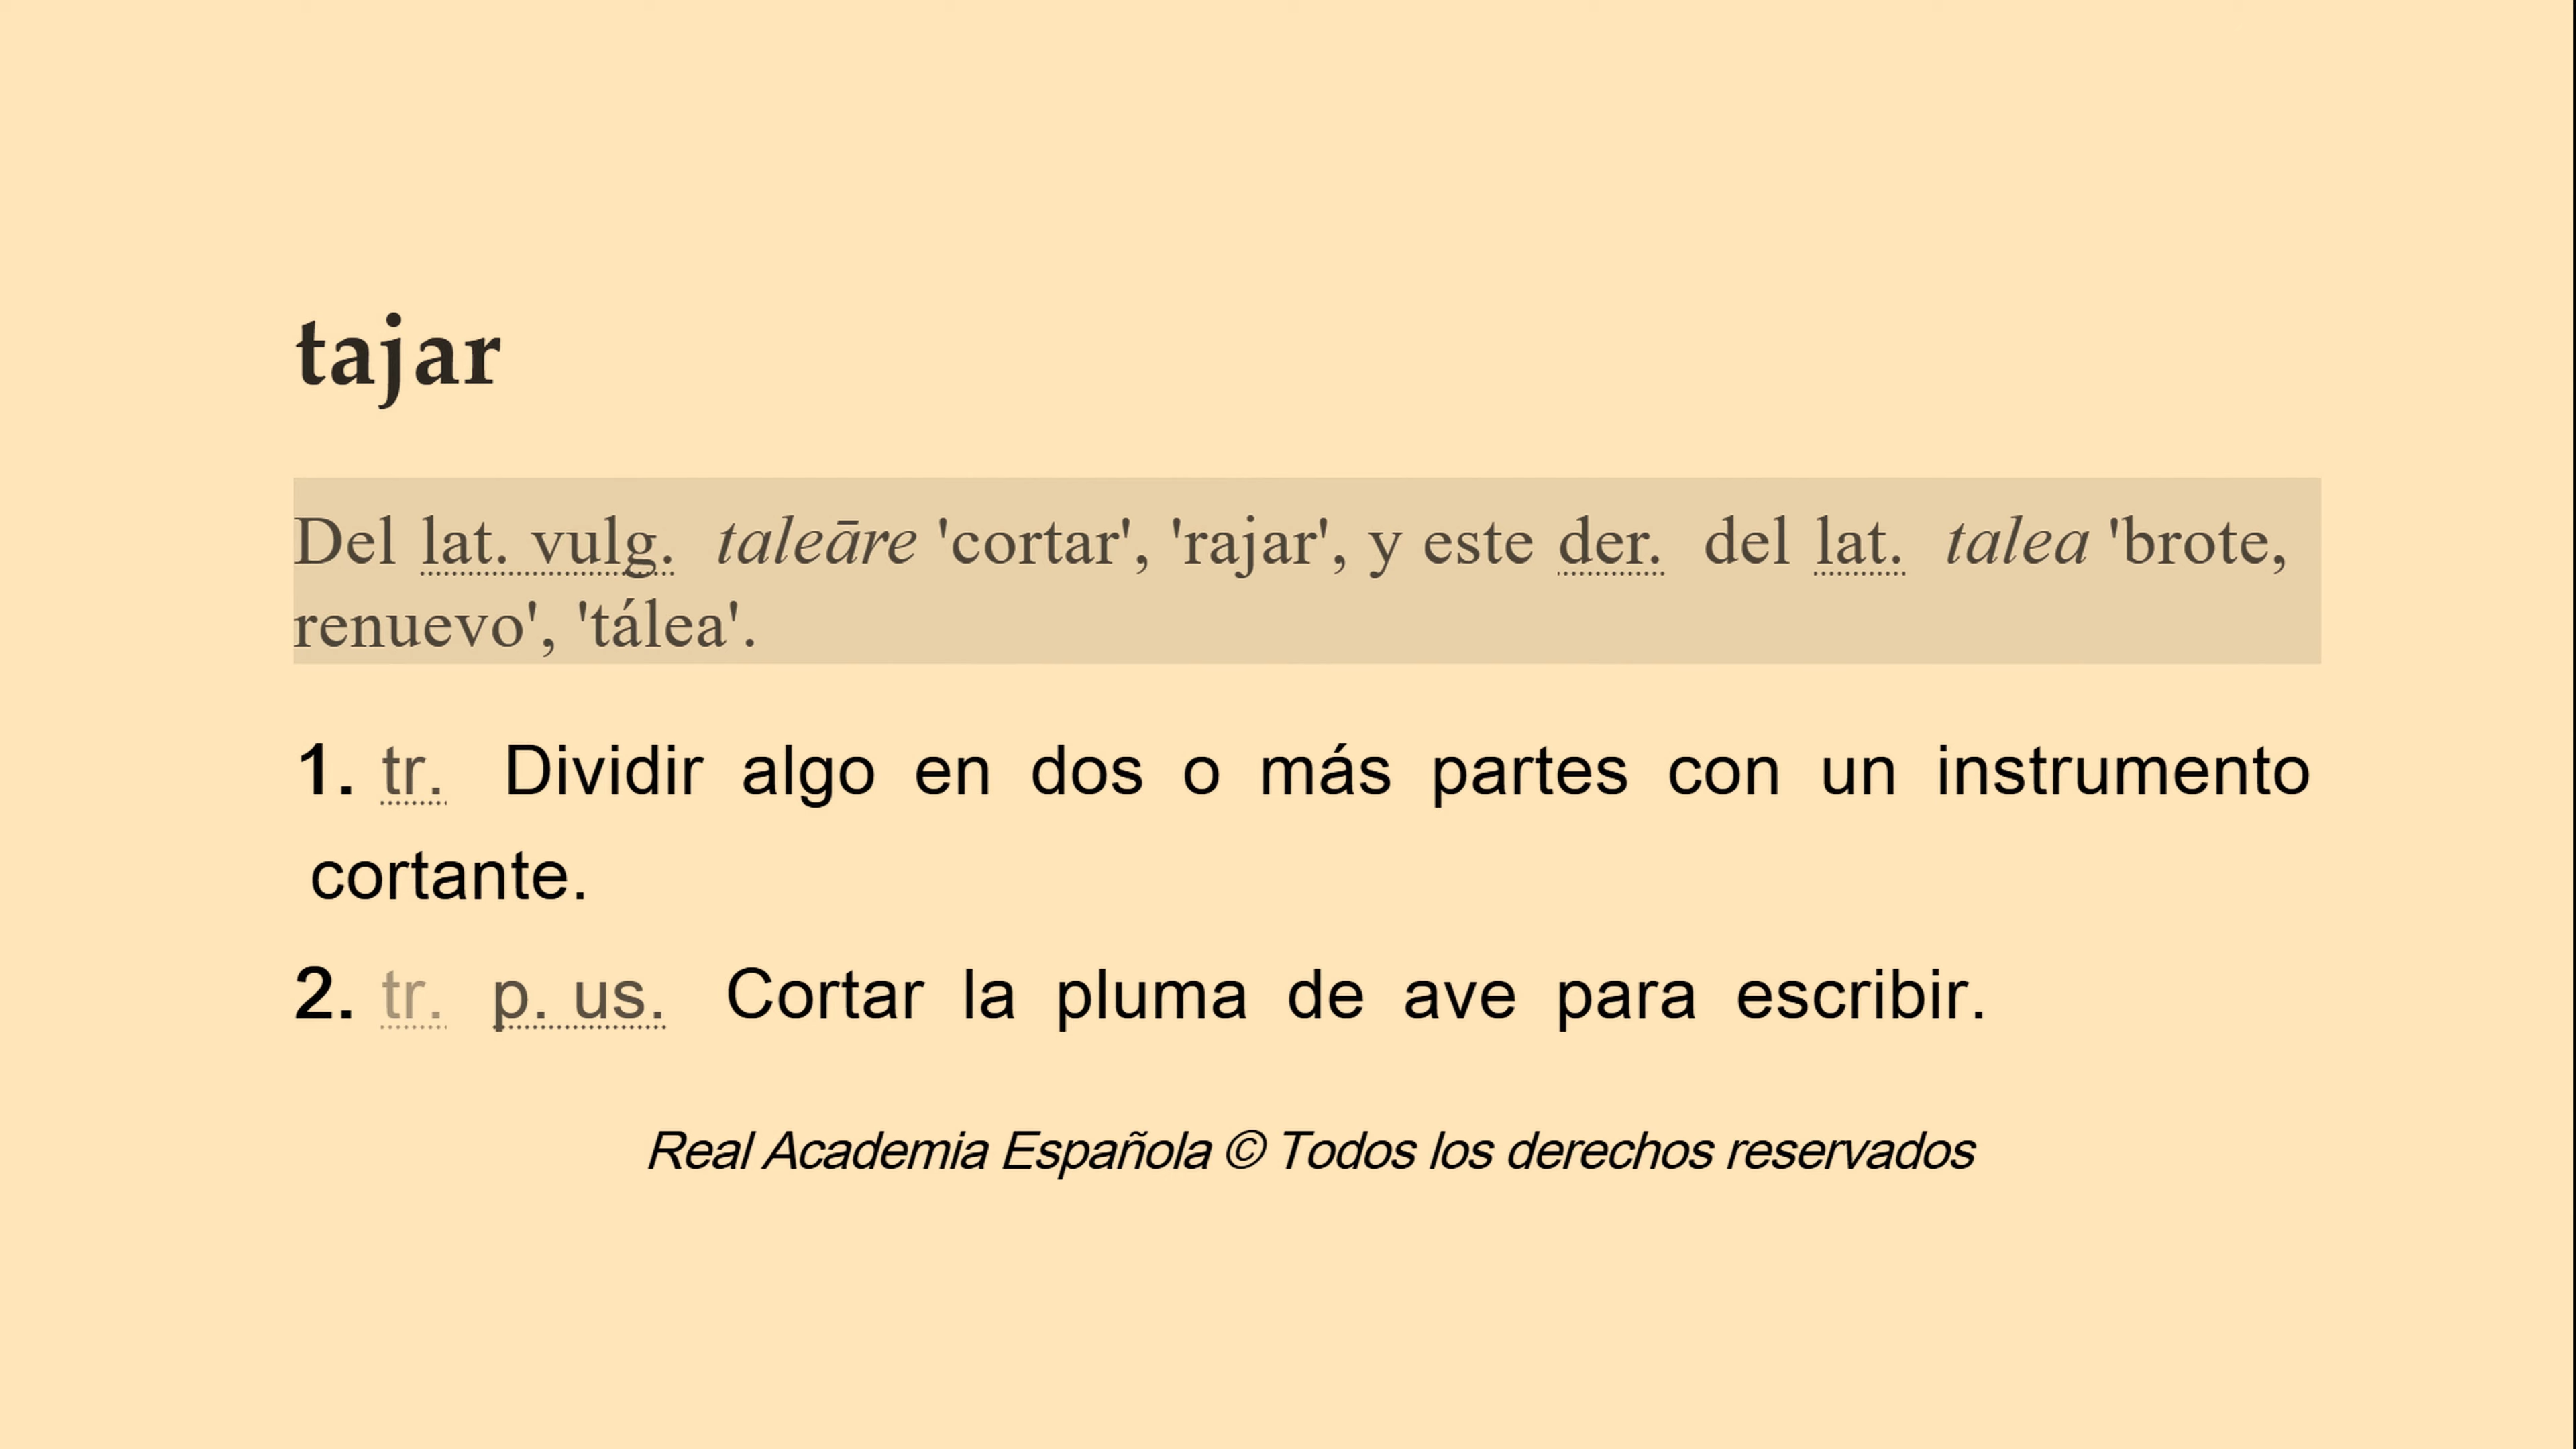 tajar
Del lat. vulg. taleāre 'cortar', 'rajar', y este der. del lat. talea 'brote,
renuevo', 'tálea'.
1. tr. Dividir algo en dos o más partes con un instrumento
cortante.
2. tr. p. us. Cortar la pluma de ave para escribir.
Real Academia Española © Todos los derechos reservados